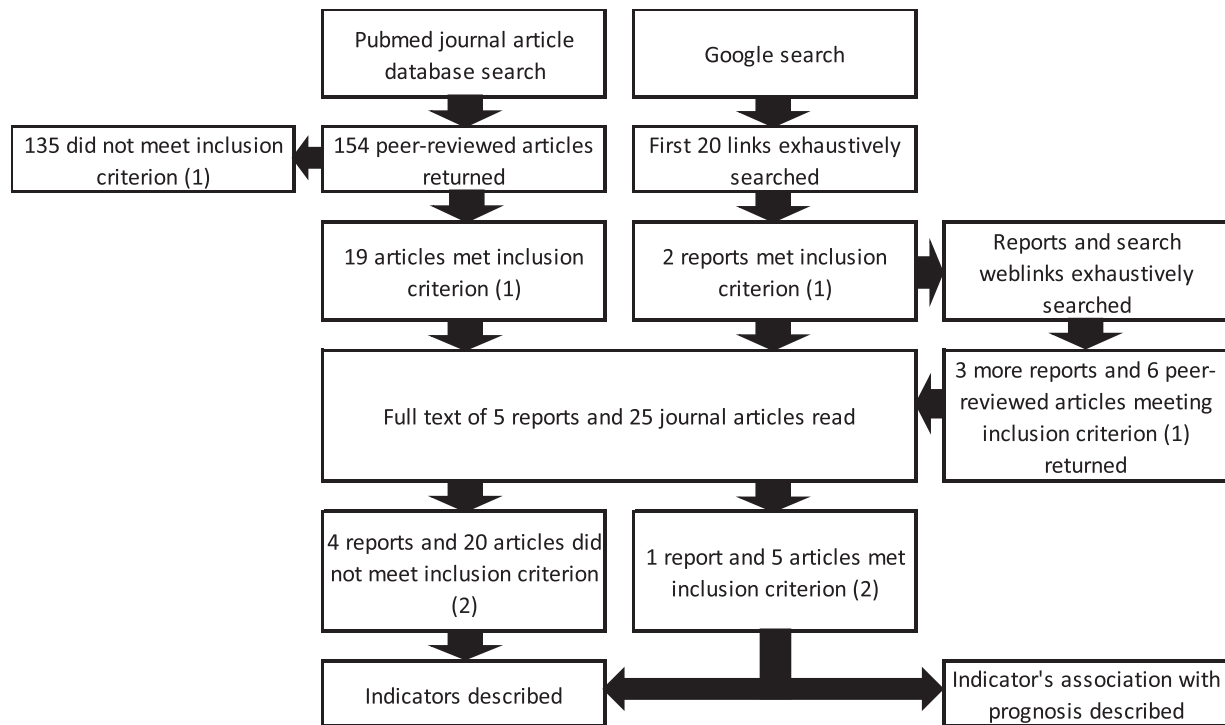 Pubmed journal article
database search
Google search
135 did not meet inclusion
criterion (1)
154 peer-reviewed articles
returned
First 20 links exhaustively
searched
19 articles met inclusion
criterion (1)
2 reports met inclusion
criterion (1)
Reports and search
weblinks exhaustively
searched
Full text of 5 reports and 25 journal articles read
3 more reports and 6 peer-
reviewed articles meeting
inclusion criterion (1)
returned
4 reports and 20 articles did
not meet inclusion criterion
(2)
1 report and 5 articles met
inclusion criterion (2)
Indicators described
Indicator's association with
prognosis described